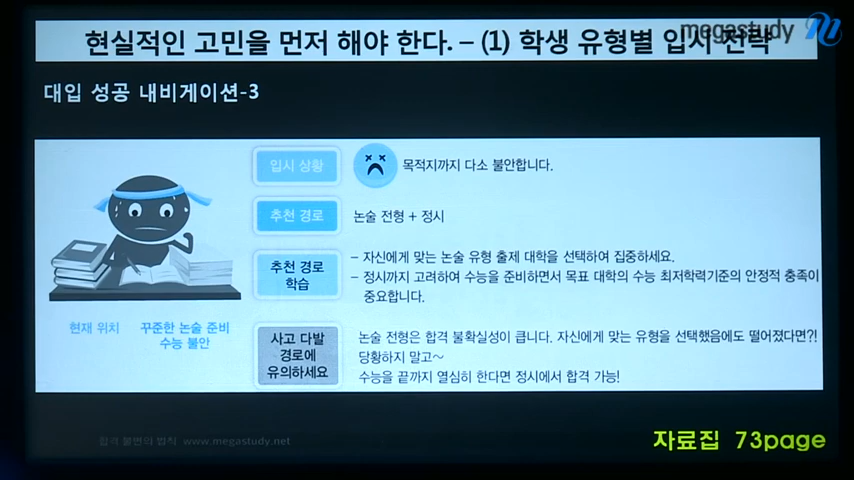 megastudy
현실적인 고민을 먼저 해야 한다. – (1) 학생 유형별 입시 전략
대입 성공 내비게이션-3
입시 상황
목적지까지 다소 불안합니다.
추천 경로
논술 전형 + 정시
추천 경로
학습
– 자신에게 맞는 논술 유형 출제 대학을 선택하여 집중하세요.
– 정시까지 고려하여 수능을 준비하면서 목표 대학의 수능 최저학력기준의 안정적 충족이
중요합니다.
현재 위치
꾸준한 논술 준비
수능 불안
사고 다발
경로에
유의하세요
논술 전형은 합격 불확실성이 큽니다. 자신에게 맞는 유형을 선택했음에도 떨어졌다면?!
당황하지 말고~
수능을 끝까지 열심히 한다면 정시에서 합격 가능!
합격 불변의 법칙 www.megastudy.net
자료집 73page